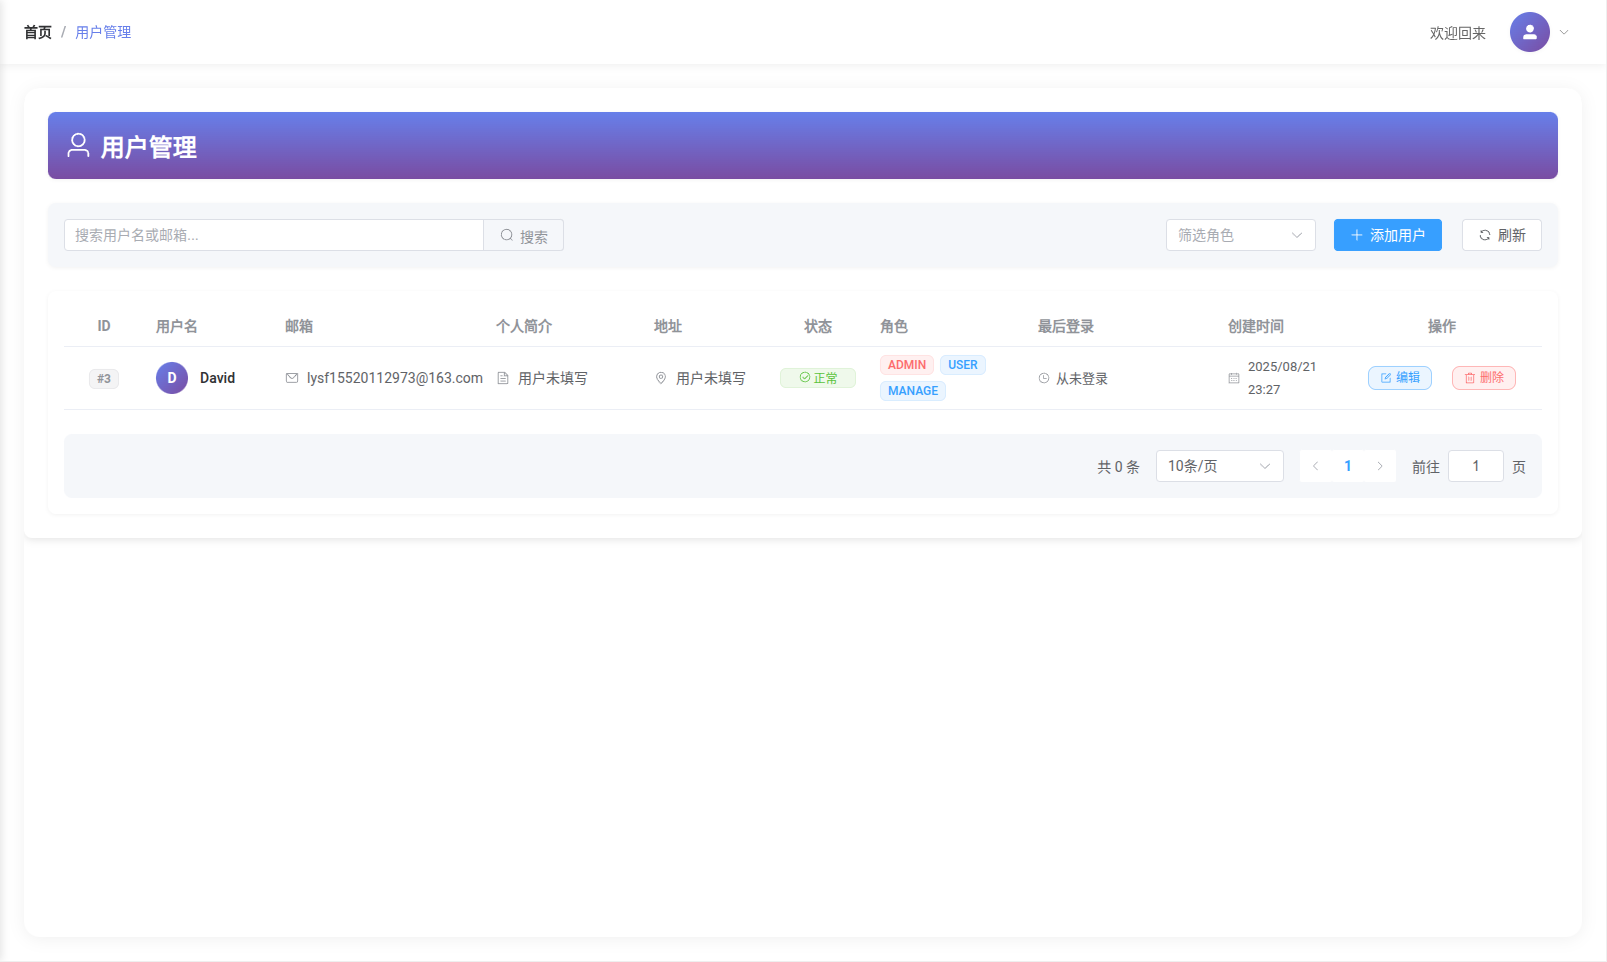 首页 / 用户管理
欢迎回来
用户管理
搜索用户名或邮箱...
搜索
筛选角色
添加用户
刷新
ID 用户名 邮箱 个人简介 地址 状态 角色 最后登录 创建时间 操作
#3 D David lysf15520112973@163.com 用户未填写 用户未填写 正常 ADMIN USER MANAGE 从未登录 2025/08/21 23:27 编辑 删除
共 0 条 10条/页 1 前往 1 页